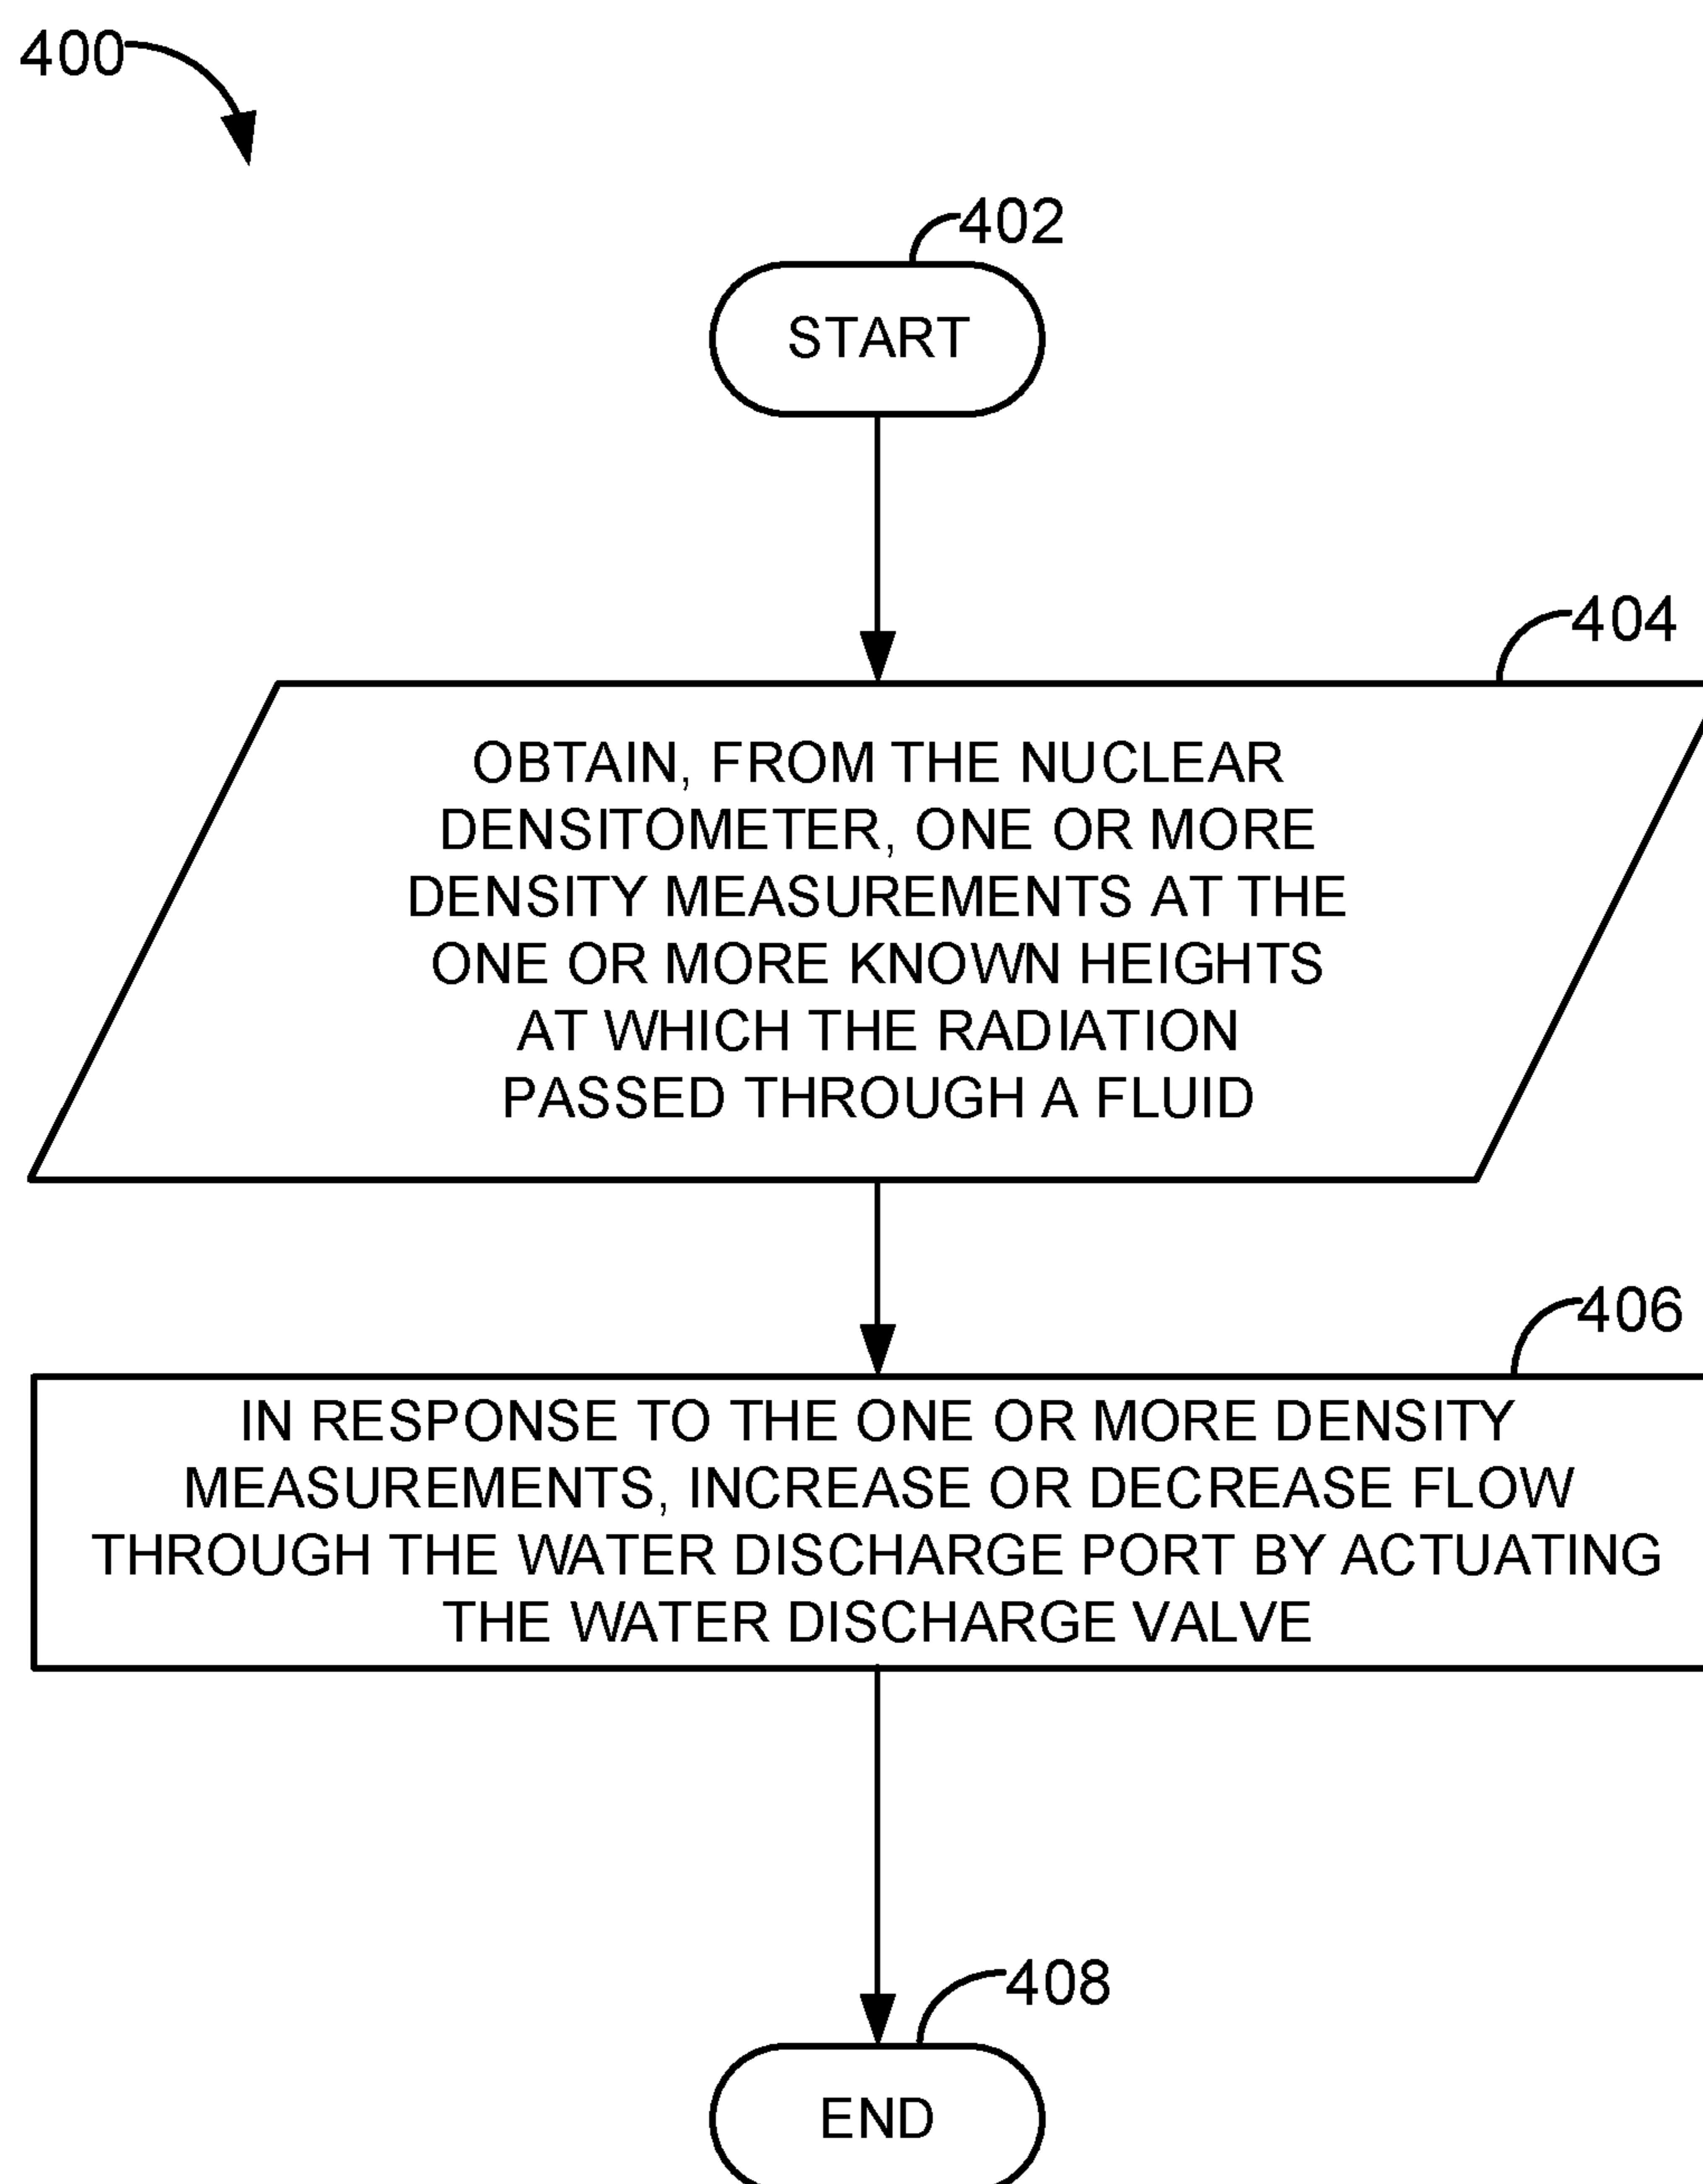 400
402
START
404
OBTAIN, FROM THE NUCLEAR
DENSITOMETER, ONE OR MORE
DENSITY MEASUREMENTS AT THE
ONE OR MORE KNOWN HEIGHTS
AT WHICH THE RADIATION
PASSED THROUGH A FLUID
406
IN RESPONSE TO THE ONE OR MORE DENSITY
MEASUREMENTS, INCREASE OR DECREASE FLOW
THROUGH THE WATER DISCHARGE PORT BY ACTUATING
THE WATER DISCHARGE VALVE
408
END